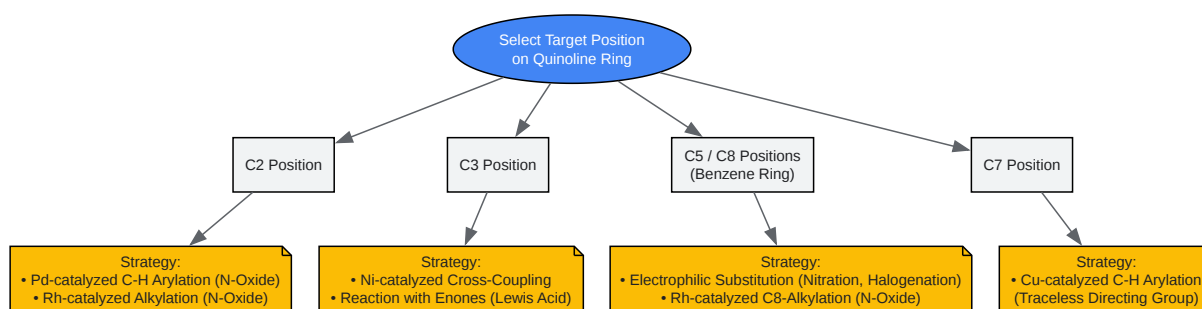 Select Target Position
on Quinoline Ring
C2 Position
C3 Position
C5 / C8 Positions
(Benzene Ring)
C7 Position
Strategy:
• Pd-catalyzed C-H Arylation (N-Oxide)
• Rh-catalyzed Alkylation (N-Oxide)
Strategy:
• Ni-catalyzed Cross-Coupling
• Reaction with Enones (Lewis Acid)
Strategy:
• Electrophilic Substitution (Nitration, Halogenation)
• Rh-catalyzed C8-Alkylation (N-Oxide)
Strategy:
• Cu-catalyzed C-H Arylation
(Traceless Directing Group)